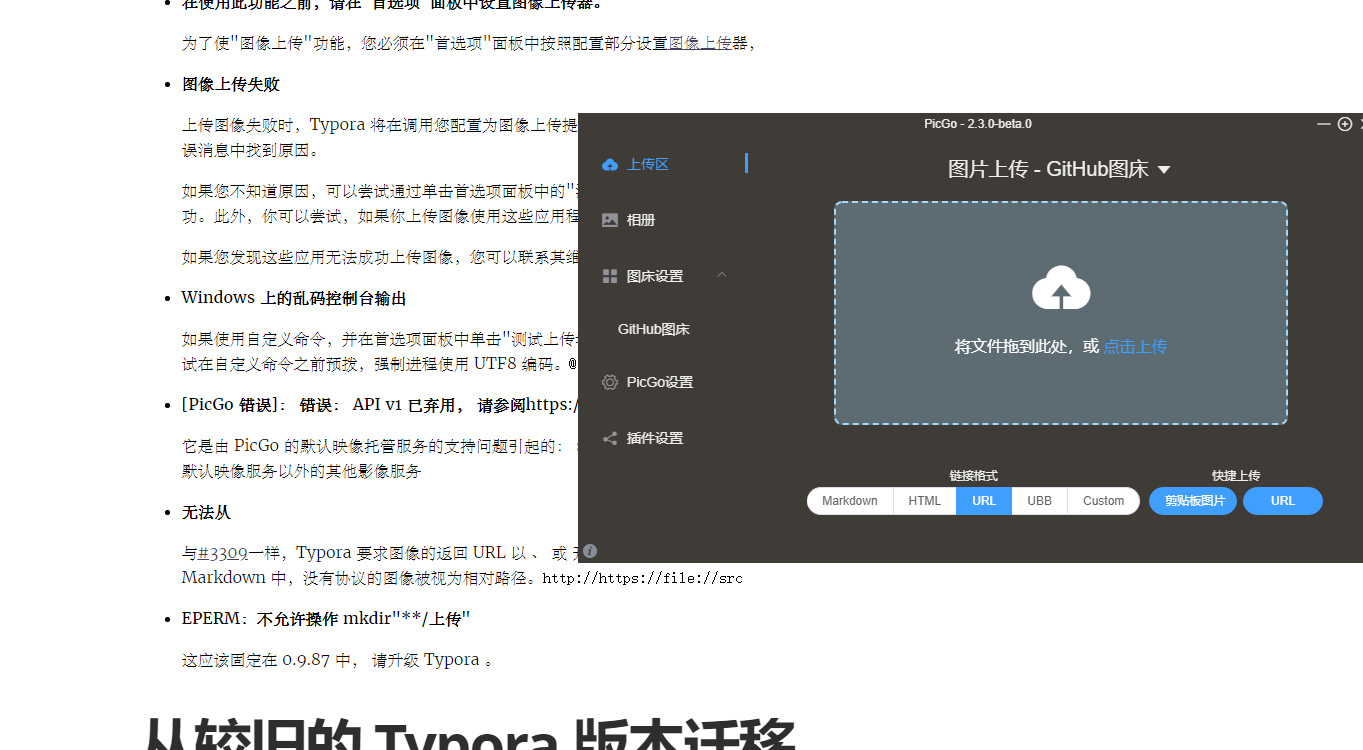 在使用此功能之前，请在"首选项"面板中设置图像上传器。
为了使"图像上传"功能，您必须在"首选项"面板中按照配置部分设置图像上传器，
图像上传失败
上传图像失败时，Typora 将在调用您配置为图像上传提
误消息中找到原因。
如果您不知道原因，可以尝试通过单击首选项面板中的"
功。此外，你可以尝试，如果你上传图像使用这些应用程
如果您发现这些应用无法成功上传图像，您可以联系其维
Windows 上的乱码控制台输出
如果使用自定义命令，并在首选项面板中单击"测试上传
试在自定义命令之前预拨，强制进程使用 UTF8 编码。@
[PicGo 错误]： 错误： API v1 已弃用， 请参阅https:/
它是由 PicGo 的默认映像托管服务的支持问题引起的：
默认映像服务以外的其他影像服务
无法从
与#3309一样，Typora 要求图像的返回 URL 以 、 或
Markdown 中，没有协议的图像被视为相对路径。http://https://file://src
EPERM：不允许操作 mkdir"**/上传"
这应该固定在 0.9.87 中， 请升级 Typora 。
从较旧的 Typora 版本迁移
PicGo - 2.3.0-beta.0
上传区
相册
图床设置
GitHub图床
PicGo设置
插件设置
图片上传 - GitHub图床
将文件拖到此处，或 点击上传
链接格式 快捷上传
Markdown HTML URL UBB Custom 剪贴板图片 URL